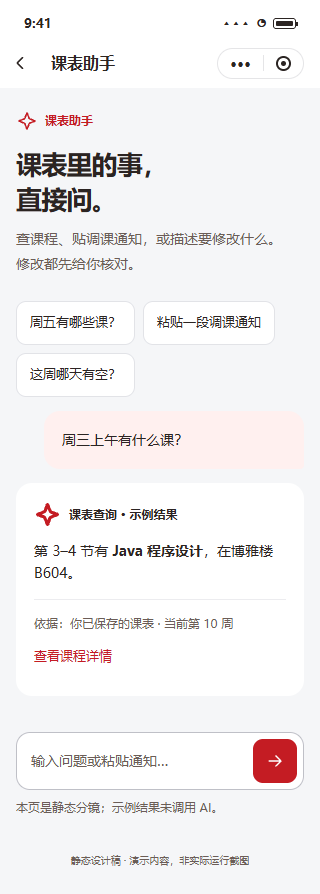 9:41
课表助手
课表助手
课表里的事，
直接问。
查课程、贴调课通知，或描述要修改什么。
修改都先给你核对。
周五有哪些课？
粘贴一段调课通知
这周哪天有空？
周三上午有什么课？
课表查询 · 示例结果
第 3–4 节有 Java 程序设计，在博雅楼
B604。
依据：你已保存的课表 · 当前第 10 周
查看课程详情
输入问题或粘贴通知...
本页是静态分镜；示例结果未调用 AI。
静态设计稿 · 演示内容，非实际运行截图